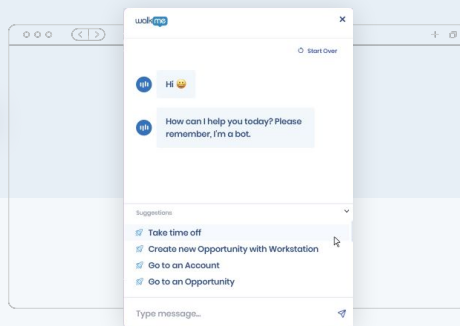 walkme
Start Over
Hi 😀
How can I help you today? Please
remember, I'm a bot.
Suggestions
Take time off
Create new Opportunity with Workstation
Go to an Account
Go to an Opportunity
Type message...